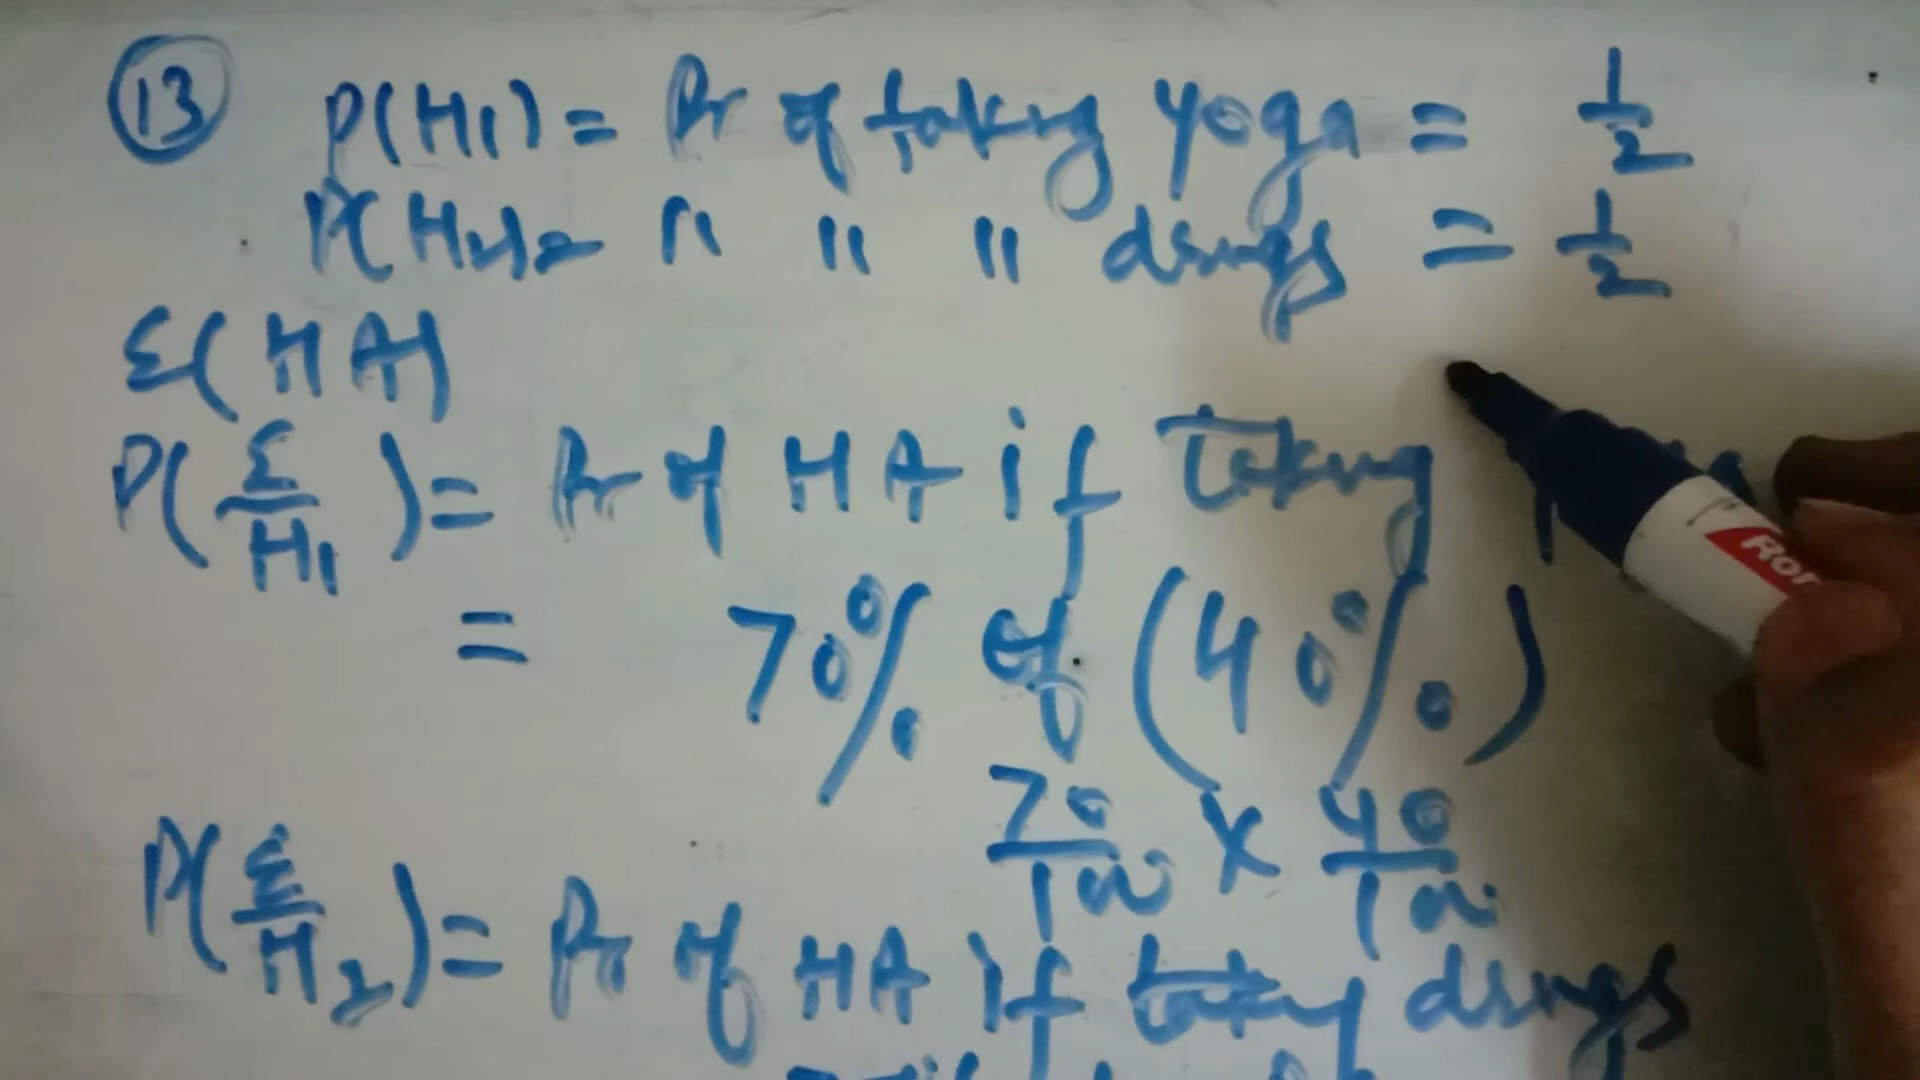 13 P(H1) = Pr of taking yoga = 1/2
P(H2) = " " " drugs = 1/2
E(HA)
P(E/H1) = Pr of HA if taking
= 70% of (40%)
70/100 x 40/100
P(E/H2) = Pr of HA if taking drugs
Ror